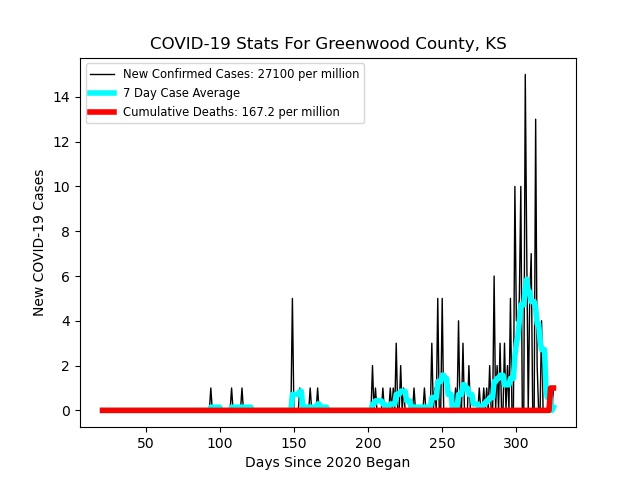 COVID-19 Stats For Greenwood County, KS
New Confirmed Cases: 27100 per million
7 Day Case Average
Cumulative Deaths: 167.2 per million
New COVID-19 Cases
14
12
10
8
6
4
2
0
50 100 150 200 250 300
Days Since 2020 Began